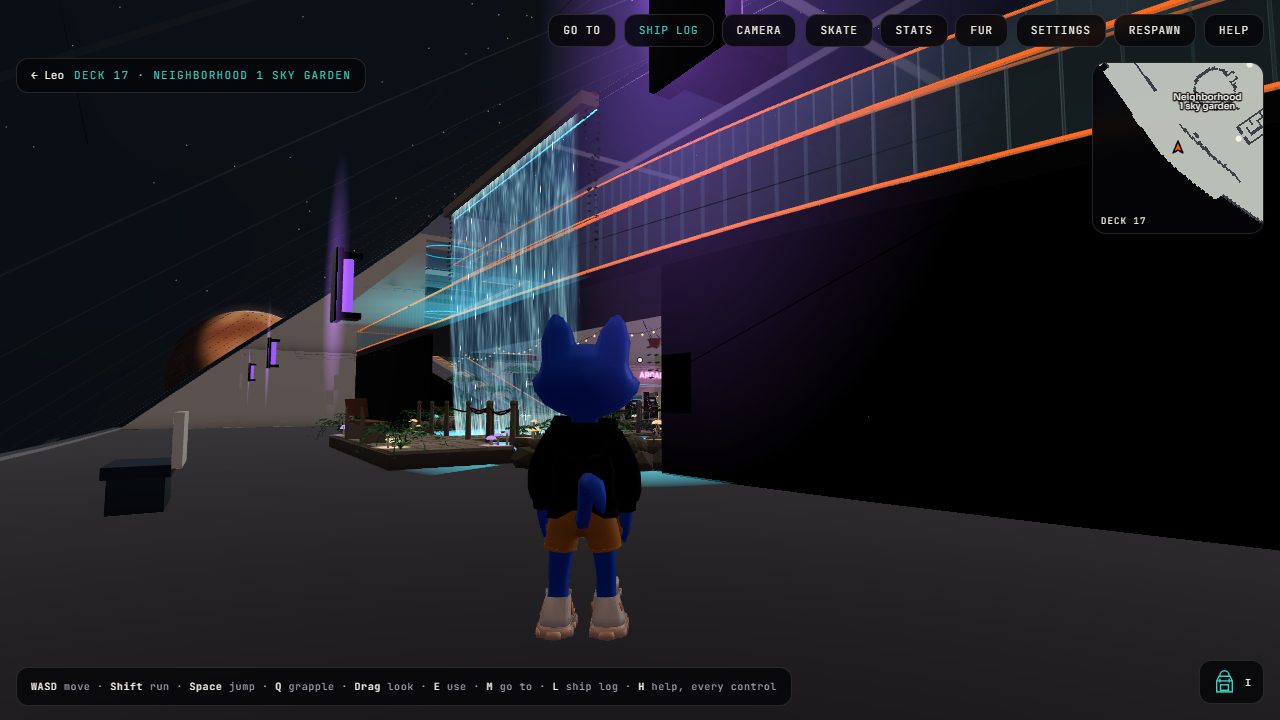 GO TO
SHIP LOG
CAMERA
SKATE
STATS
FUR
SETTINGS
RESPAWN
HELP
← Leo DECK 17 · NEIGHBORHOOD 1 SKY GARDEN
Neighborhood
1 sky garden
DECK 17
WASD move · Shift run · Space jump · Q grapple · Drag look · E use · M go to · L ship log · H help, every control
I